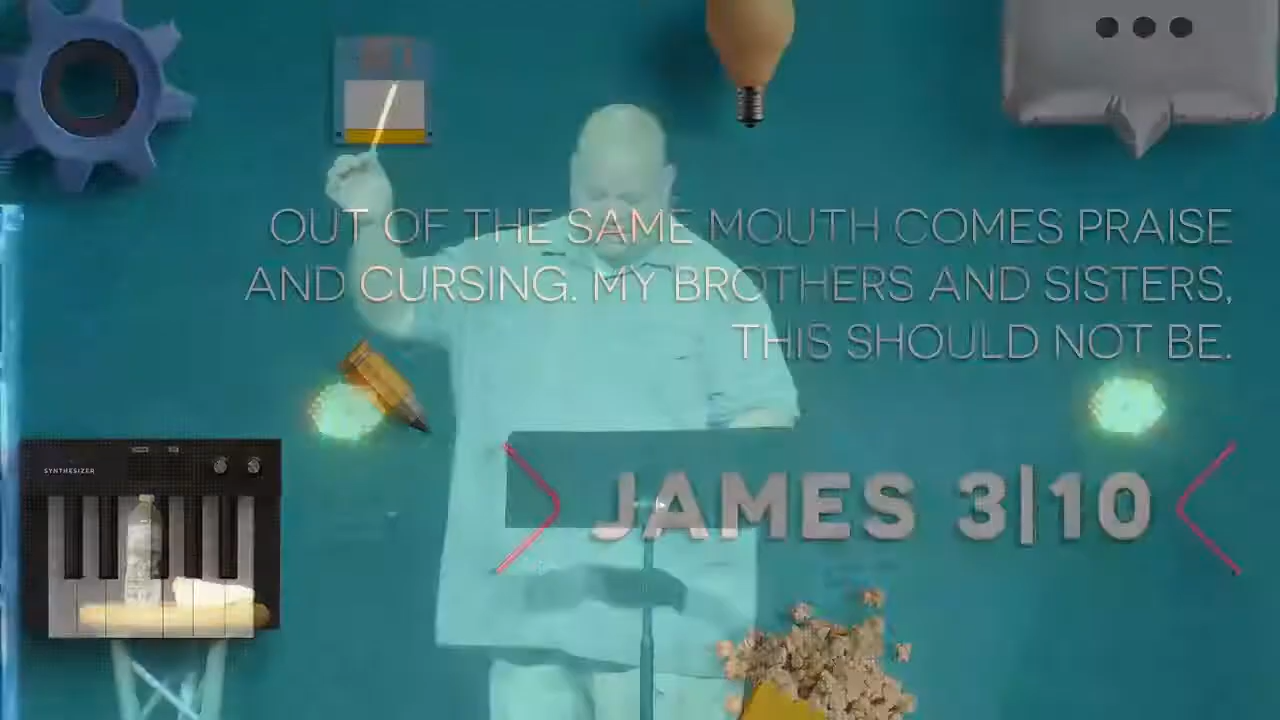 OUT OF THE SAME MOUTH COMES PRAISE
AND CURSING. MY BROTHERS AND SISTERS,
THIS SHOULD NOT BE.
SYNTHESIZER
JAMES 3|10